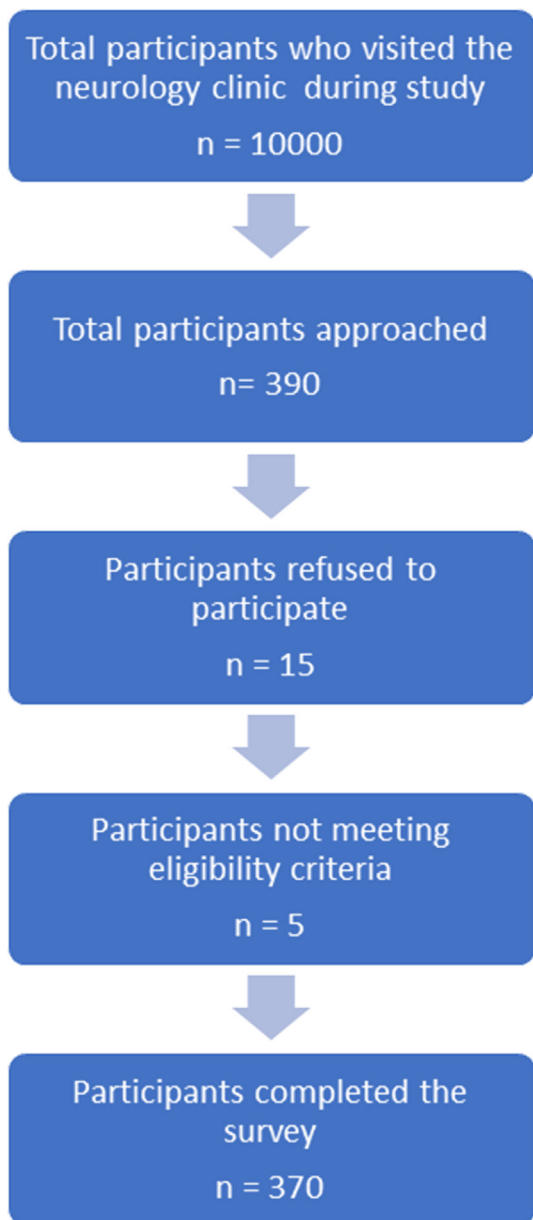 Total participants who visited the
neurology clinic during study
n = 10000
Total participants approached
n= 390
Participants refused to
participate
n = 15
Participants not meeting
eligibility criteria
n = 5
Participants completed the
survey
n = 370